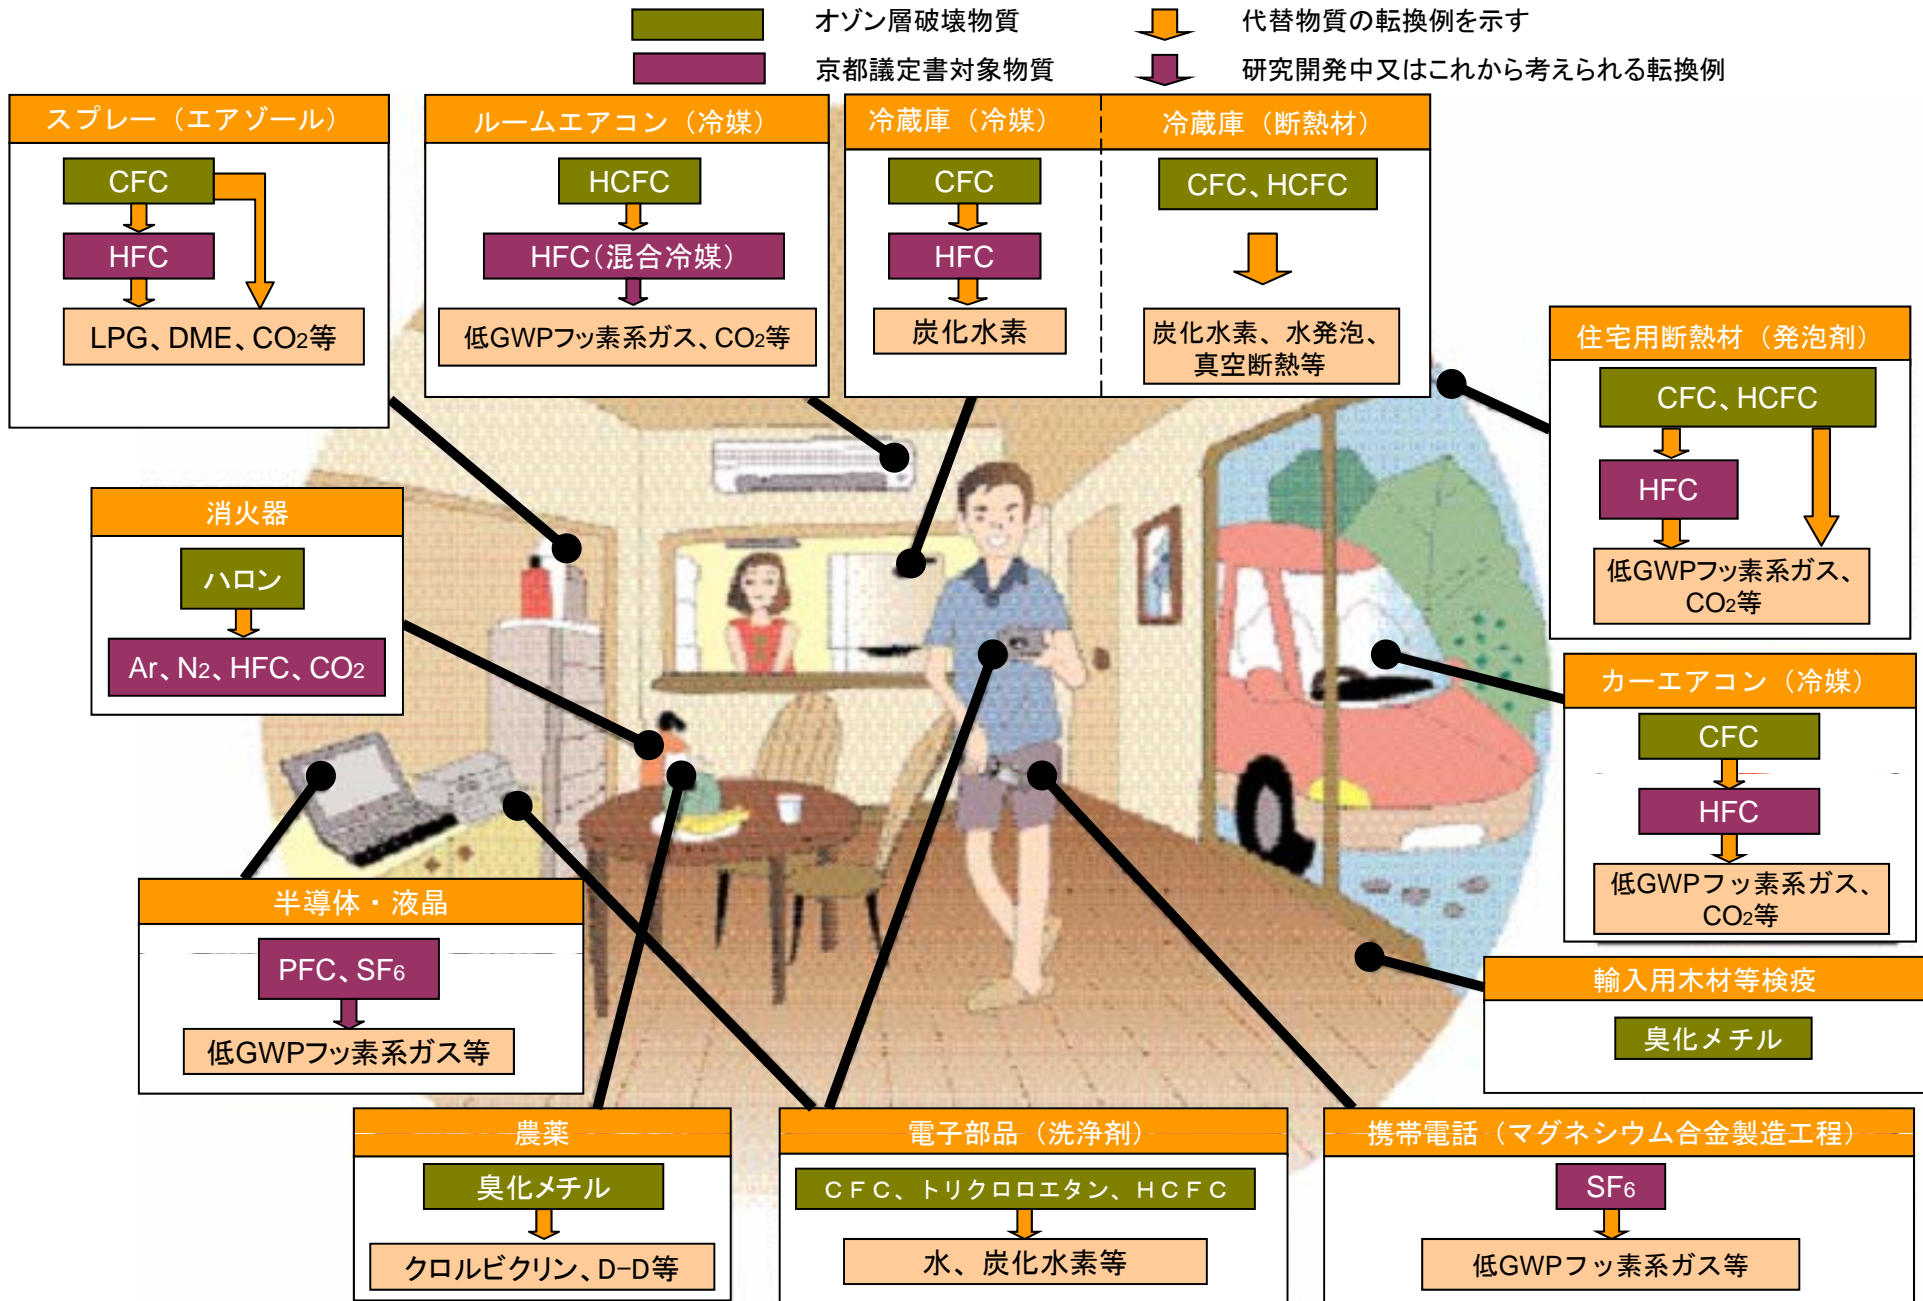 オゾン層破壊物質
代替物質の転換例を示す
京都議定書対象物質
研究開発中又はこれから考えられる転換例
スプレー（エアゾール）
CFC
HFC
LPG、DME、CO2等
ルームエアコン（冷媒）
HCFC
HFC（混合冷媒）
低GWPフッ素系ガス、CO2等
冷蔵庫（冷媒）
CFC
HFC
炭化水素
冷蔵庫（断熱材）
CFC、HCFC
炭化水素、水発泡、
真空断熱等
住宅用断熱材（発泡剤）
CFC、HCFC
HFC
低GWPフッ素系ガス、
CO2等
消火器
ハロン
Ar、N2、HFC、CO2
カーエアコン（冷媒）
CFC
HFC
低GWPフッ素系ガス、
CO2等
半導体・液晶
PFC、SF6
低GWPフッ素系ガス等
輸入用木材等検疫
臭化メチル
農薬
臭化メチル
クロルピクリン、D-D等
電子部品（洗浄剤）
ＣＦＣ、トリクロロエタン、ＨＣＦＣ
水、炭化水素等
携帯電話（マグネシウム合金製造工程）
SF6
低GWPフッ素系ガス等